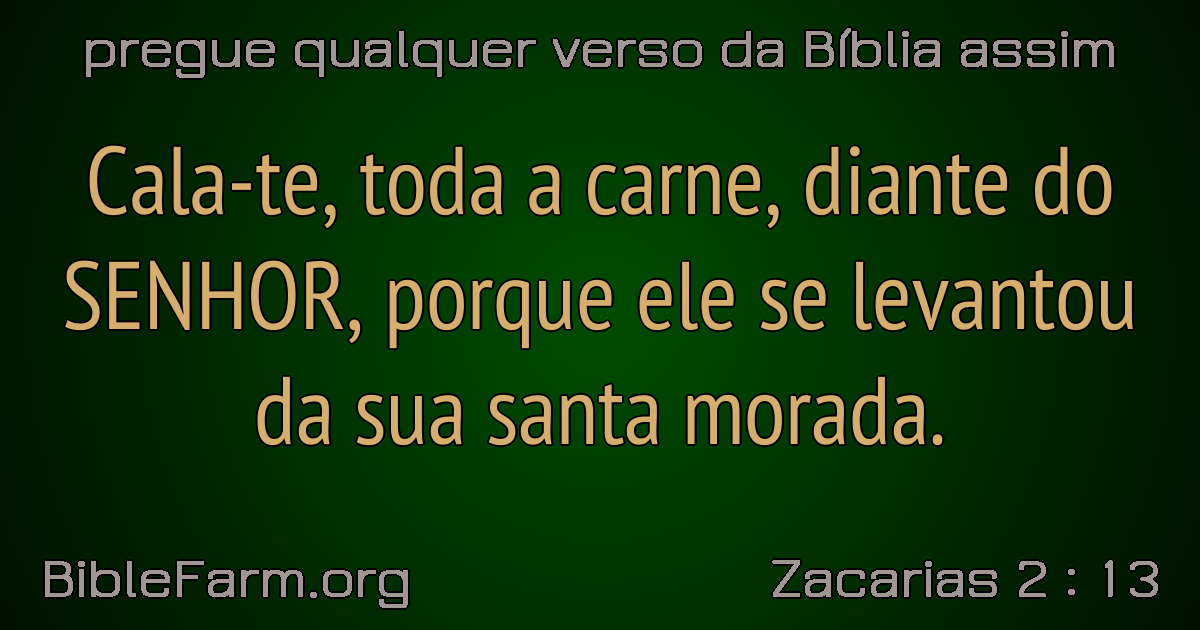 pregue qualquer verso da Bíblia assim
Cala-te, toda a carne, diante do
SENHOR, porque ele se levantou
da sua santa morada.
BibleFarm.org
Zacarias 2 : 13